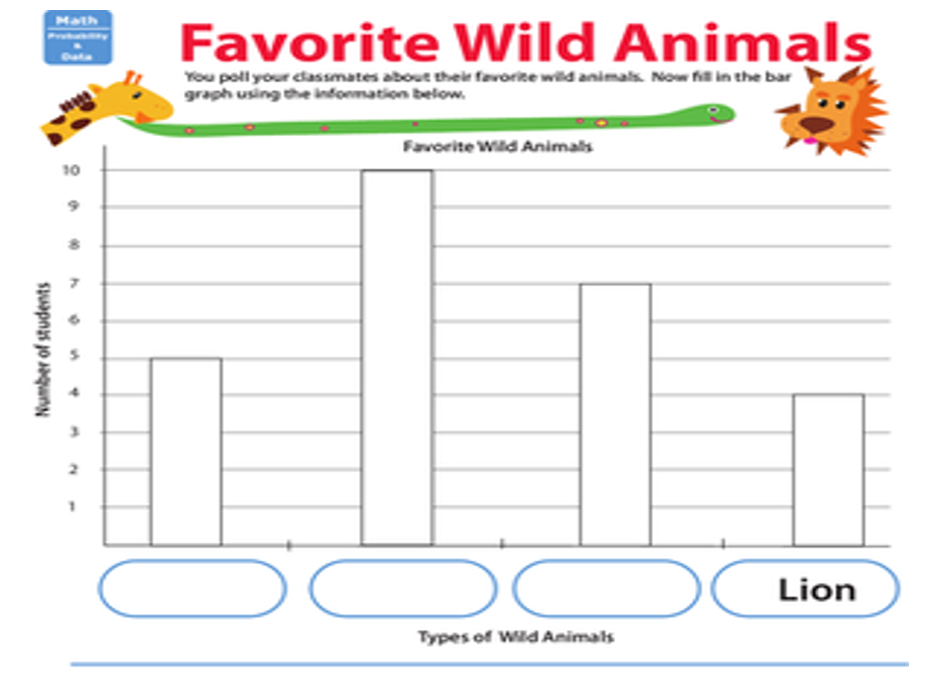 Math
Probability
&
Data
Favorite Wild Animals
You poll your classmates about their favorite wild animals. Now fill in the bar
graph using the information below.
Favorite Wild Animals
Number of students
10
9
8
7
6
5
4
3
2
1
Lion
Types of Wild Animals